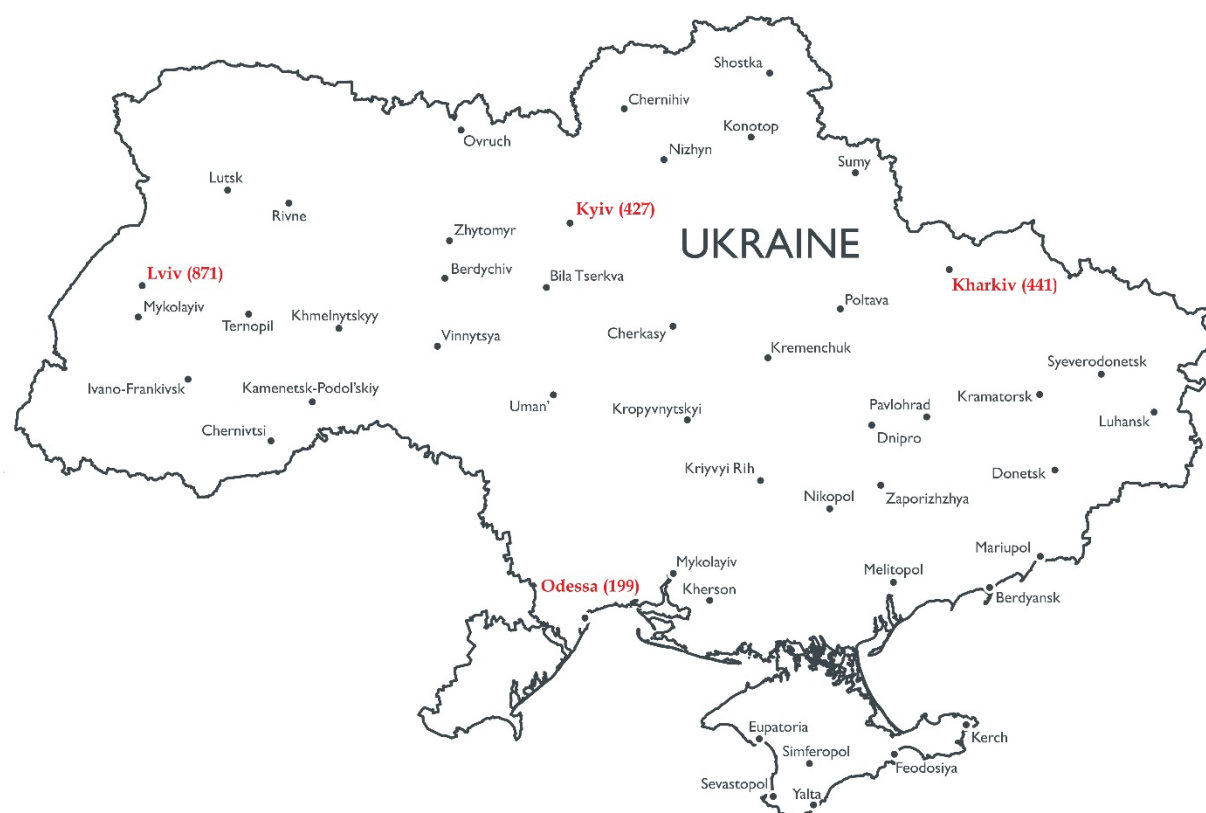 Shostka
Chernihiv
Konotop
Ovruch
Nizhyn
Sumy
Lutsk
Rivne
Kyiv (427)
Zhytomyr
UKRAINE
Lviv (871)
Berdychiv
Bila Tserkva
Kharkiv (441)
Mykolayiv
Ternopil
Khmelnytskyy
Poltava
Vinnytsya
Cherkasy
Kremenchuk
Syeverodonetsk
Ivano-Frankivsk
Kamenetsk-Podol'skiy
Uman'
Kropyvnytskyi
Pavlohrad
Kramatorsk
Luhansk
Chernivtsi
Dnipro
Kriyvyi Rih
Donetsk
Nikopol
Zaporizhzhya
Mariupol
Mykolayiv
Melitopol
Odessa (199)
Kherson
Berdyansk
Eupatoria
Kerch
Simferopol
Feodosiya
Sevastopol
Yalta